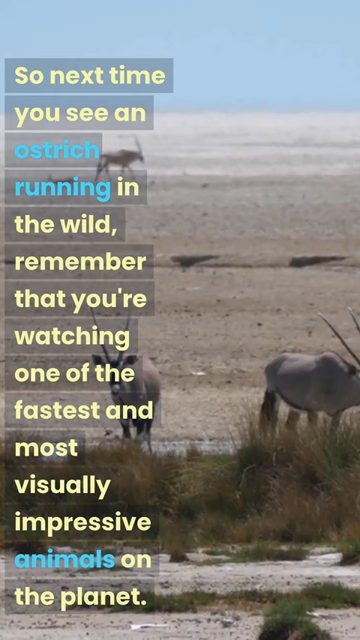 So next time
you see an
ostrich
running in
the wild,
remember
that you're
watching
one of the
fastest and
most
visually
impressive
animals on
the planet.